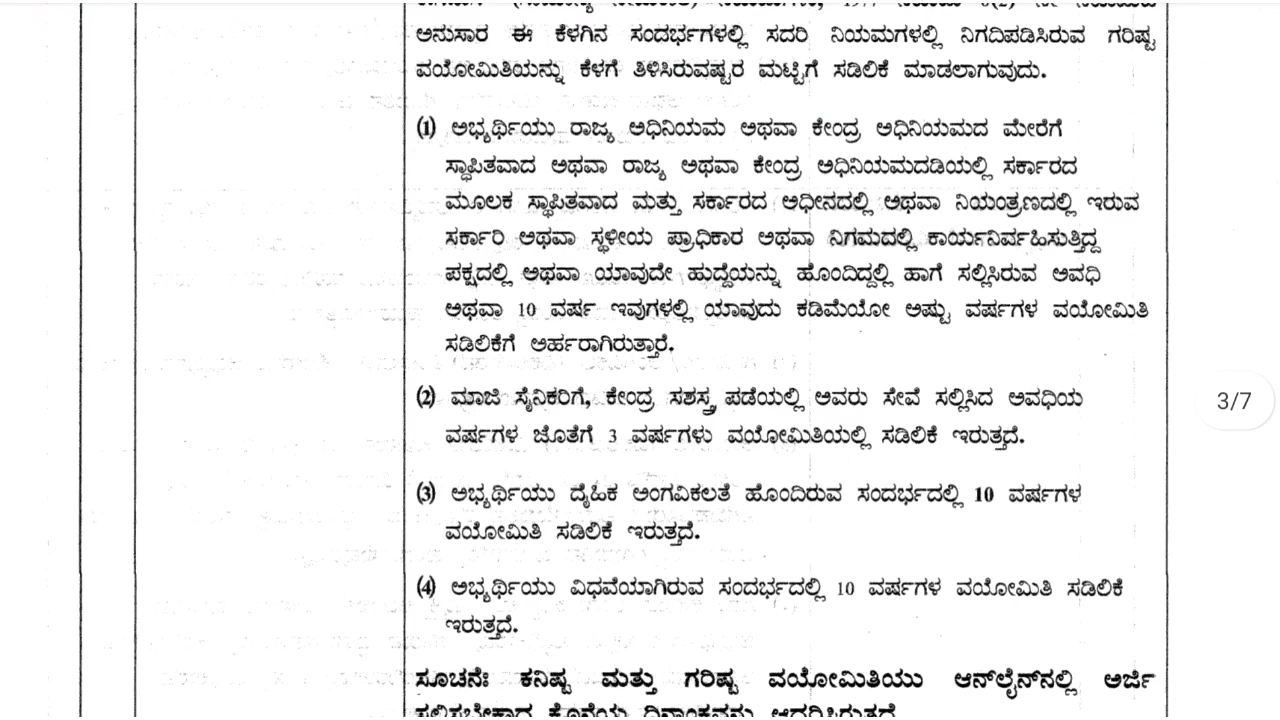 1977
ಅನುಸಾರ ಈ ಕೆಳಗಿನ ಸಂದರ್ಭಗಳಲ್ಲಿ ಸದರಿ ನಿಯಮಗಳಲ್ಲಿ ನಿಗದಿಪಡಿಸಿರುವ ಗರಿಷ್ಟ
ವಯೋಮಿತಿಯನ್ನು ಕೆಳಗೆ ತಿಳಿಸಿರುವಷ್ಟರ ಮಟ್ಟಿಗೆ ಸಡಿಲಿಕೆ ಮಾಡಲಾಗುವುದು.
(1) ಅಭ್ಯರ್ಥಿಯು ರಾಜ್ಯ ಅಧಿನಿಯಮ ಅಥವಾ ಕೇಂದ್ರ ಅಧಿನಿಯಮದ ಮೇರೆಗೆ
ಸ್ಥಾಪಿತವಾದ ಅಥವಾ ರಾಜ್ಯ ಅಥವಾ ಕೇಂದ್ರ ಅಧಿನಿಯಮದಡಿಯಲ್ಲಿ ಸರ್ಕಾರದ
ಮೂಲಕ ಸ್ಥಾಪಿತವಾದ ಮತ್ತು ಸರ್ಕಾರದ ಅಧೀನದಲ್ಲಿ ಅಥವಾ ನಿಯಂತ್ರಣದಲ್ಲಿ ಇರುವ
ಸರ್ಕಾರಿ ಅಥವಾ ಸ್ಥಳೀಯ ಪ್ರಾಧಿಕಾರ ಅಥವಾ ನಿಗಮದಲ್ಲಿ ಕಾರ್ಯನಿರ್ವಹಿಸುತ್ತಿದ್ದ
ಪಕ್ಷದಲ್ಲಿ ಅಥವಾ ಯಾವುದೇ ಹುದ್ದೆಯನ್ನು ಹೊಂದಿದ್ದಲ್ಲಿ ಹಾಗೆ ಸಲ್ಲಿಸಿರುವ ಅವಧಿ
ಅಥವಾ 10 ವರ್ಷ ಇವುಗಳಲ್ಲಿ ಯಾವುದು ಕಡಿಮೆಯೋ ಅಷ್ಟು ವರ್ಷಗಳ ವಯೋಮಿತಿ
ಸಡಿಲಿಕೆಗೆ ಅರ್ಹರಾಗಿರುತ್ತಾರೆ.
(2) ಮಾಜಿ ಸೈನಿಕರಿಗೆ, ಕೇಂದ್ರ ಸಶಸ್ತ್ರ ಪಡೆಯಲ್ಲಿ ಅವರು ಸೇವೆ ಸಲ್ಲಿಸಿದ ಅವಧಿಯ
ವರ್ಷಗಳ ಜೊತೆಗೆ 3 ವರ್ಷಗಳು ವಯೋಮಿತಿಯಲ್ಲಿ ಸಡಿಲಿಕೆ ಇರುತ್ತದೆ.
3/7
(3) ಅಭ್ಯರ್ಥಿಯು ದೈಹಿಕ ಅಂಗವಿಕಲತೆ ಹೊಂದಿರುವ ಸಂದರ್ಭದಲ್ಲಿ 10 ವರ್ಷಗಳ
ವಯೋಮಿತಿ ಸಡಿಲಿಕೆ ಇರುತ್ತದೆ.
(4) ಅಭ್ಯರ್ಥಿಯು ವಿಧವೆಯಾಗಿರುವ ಸಂದರ್ಭದಲ್ಲಿ 10 ವರ್ಷಗಳ ವಯೋಮಿತಿ ಸಡಿಲಿಕೆ
ಇರುತ್ತದೆ.
ಸೂಚನೆ: ಕನಿಷ್ಟ ಮತ್ತು ಗರಿಷ್ಟ ವಯೋಮಿತಿಯು ಆನ್‌ಲೈನ್‌ನಲ್ಲಿ ಅರ್ಜಿ
ಸಲ್ಲಿಸಬೇಕಾದ ಕೊನೆಯ ದಿನಾಂಕವನ್ನು ಆಧರಿಸಿರುತ್ತದೆ